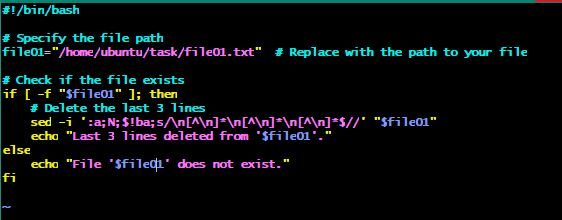 #!/bin/bash
# Specify the file path
file01="/home/ubuntu/task/file01.txt"  # Replace with the path to your file
# Check if the file exists
if [ -f "$file01" ]; then
    # Delete the last 3 lines
    sed -i ':a;N;$!ba;s/\n[^\n]*\n[^\n]*\n[^\n]*$//' "$file01"
    echo "Last 3 lines deleted from '$file01'."
else
    echo "File '$file01' does not exist."
fi
~